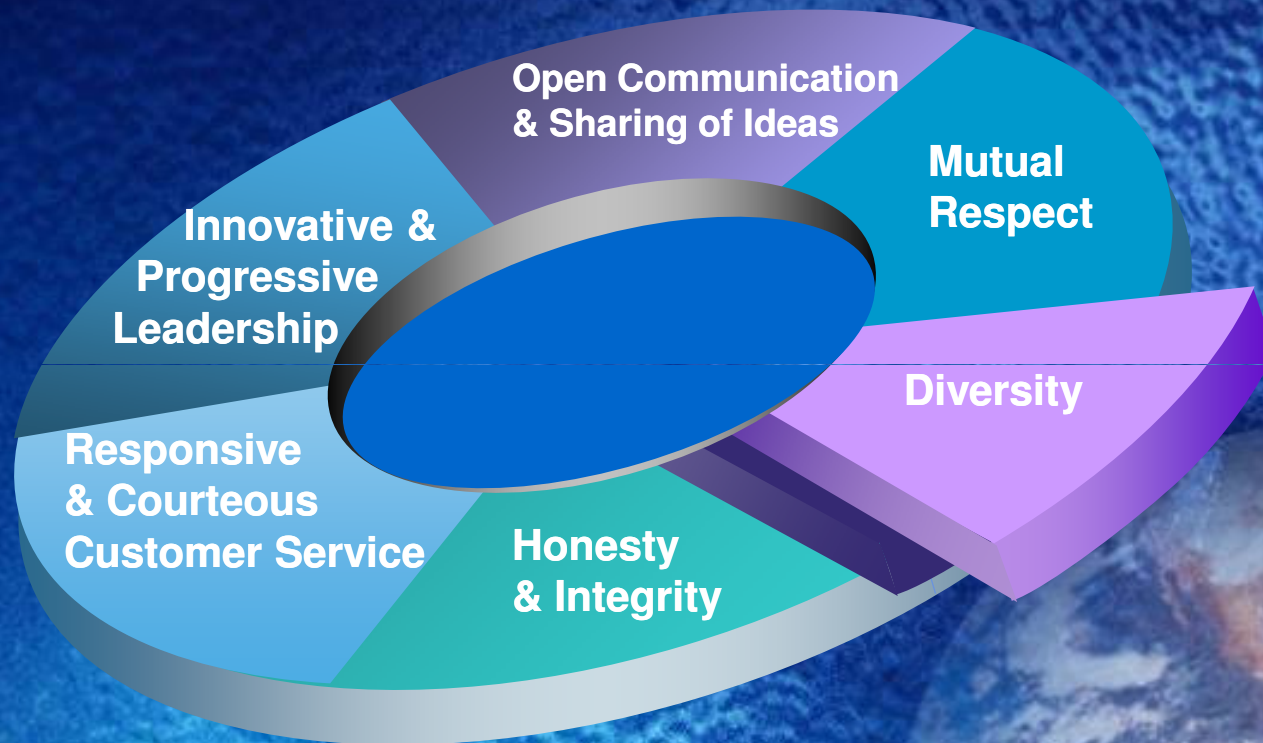 Open Communication
& Sharing of Ideas
Mutual
Respect
Innovative &
Progressive
Leadership
Diversity
Responsive
& Courteous
Customer Service
Honesty
& Integrity